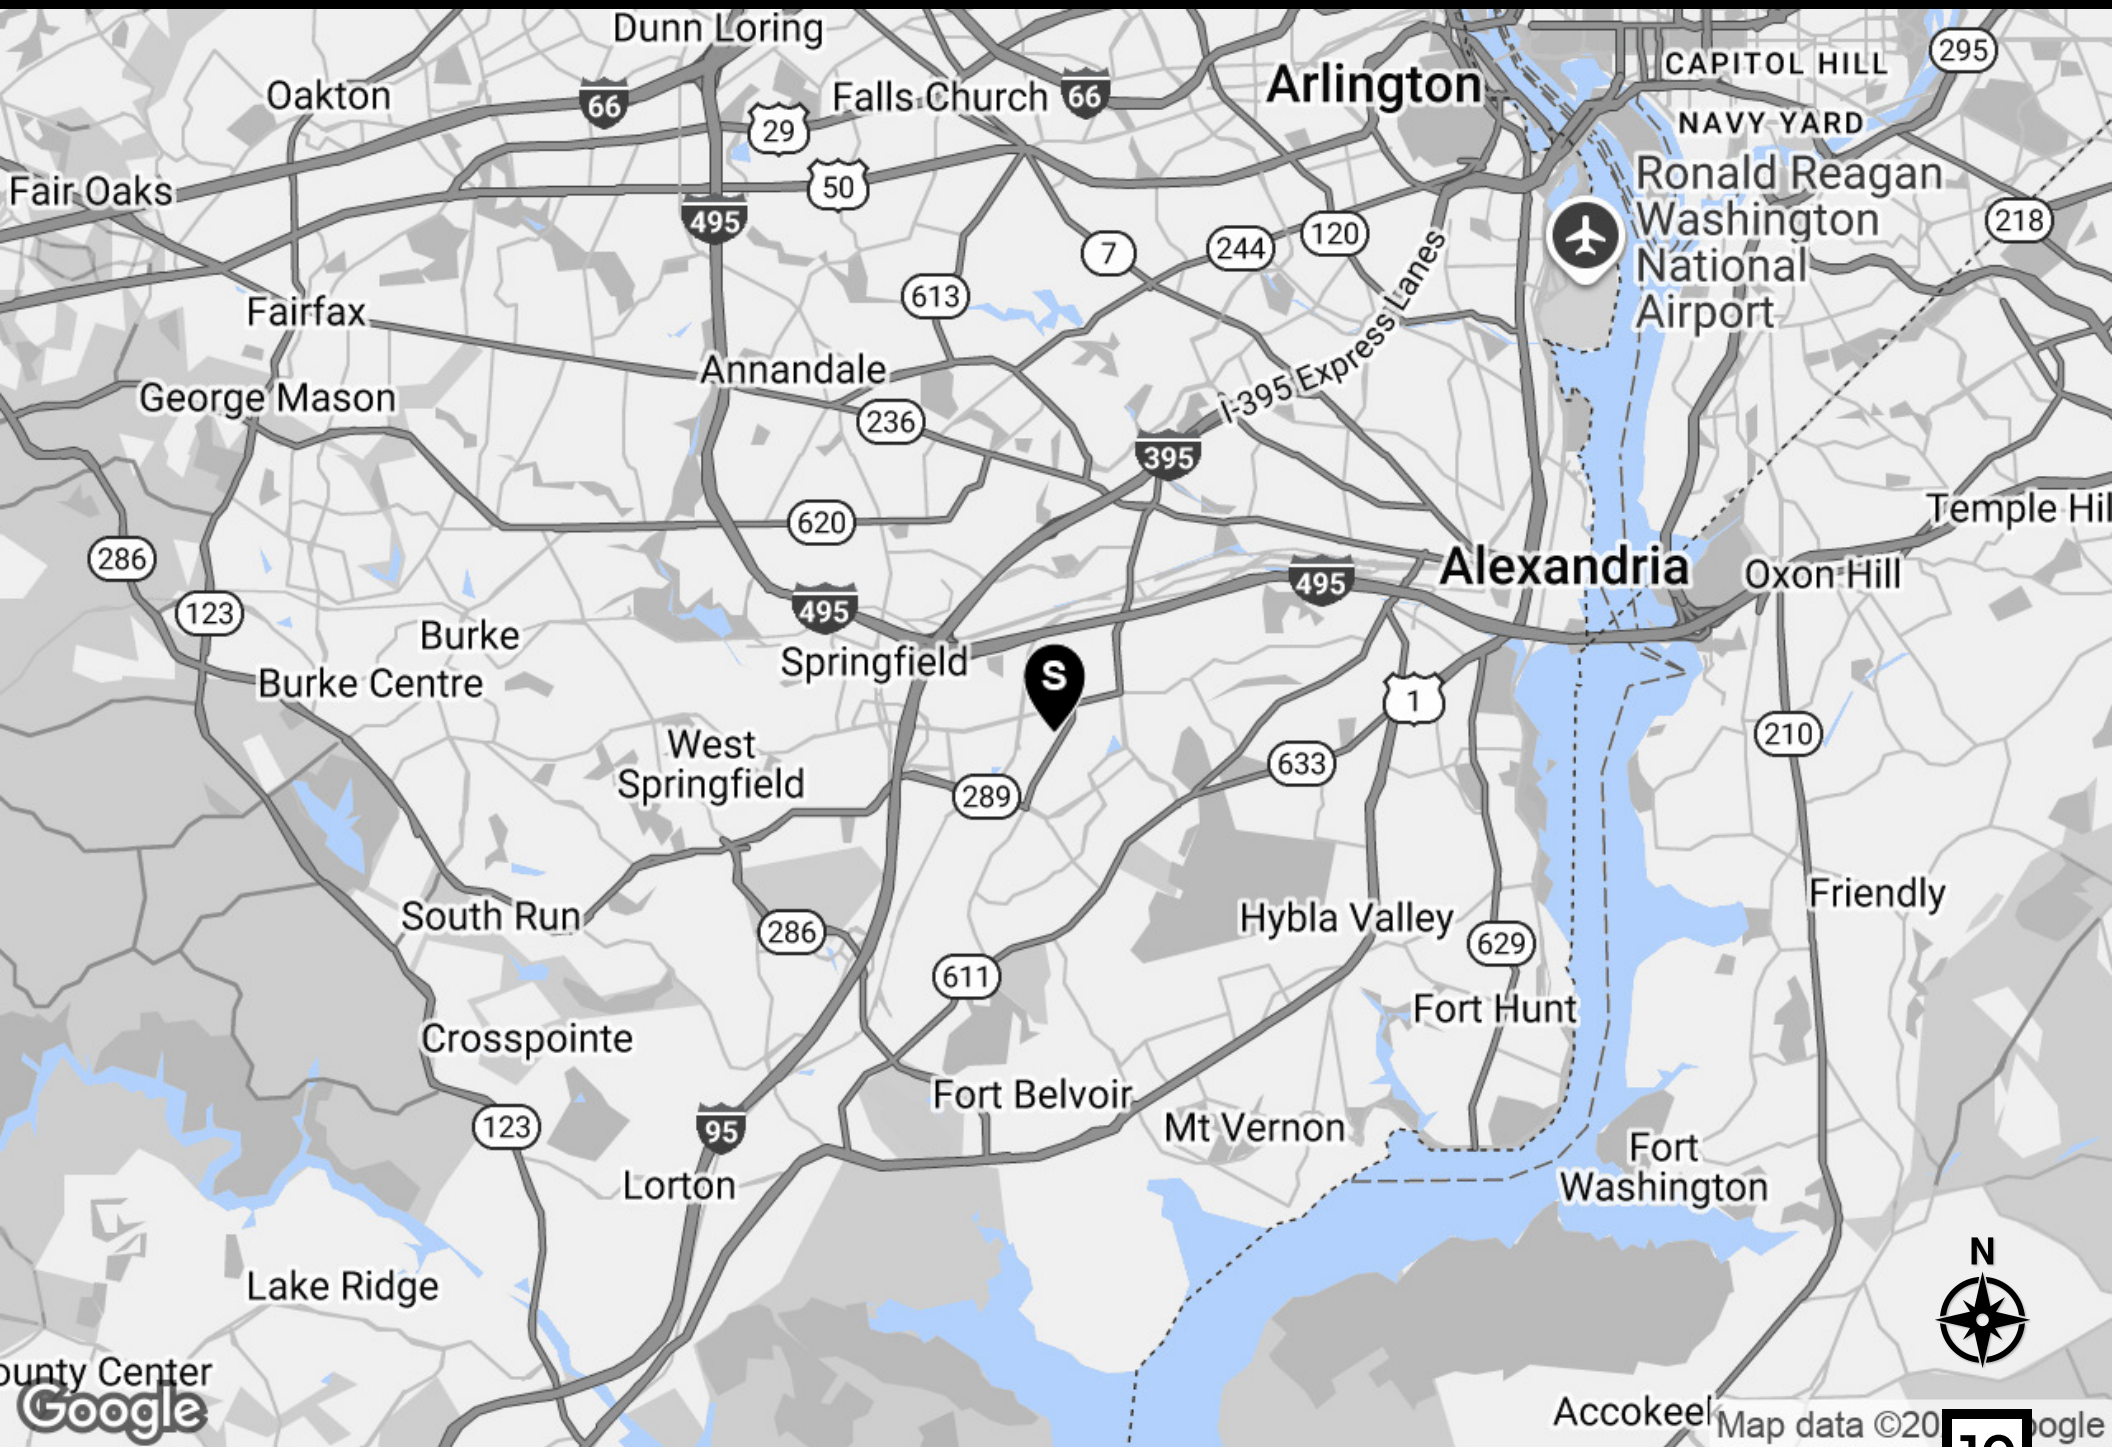 Dunn Loring
CAPITOL HILL
295
Oakton
66
Falls Church
66
Arlington
29
NAVY YARD
Fair Oaks
50
495
Ronald Reagan
Washington
National
Airport
218
7
244
120
613
Fairfax
I-395 Express Lanes
Annandale
George Mason
236
395
620
Temple Hil
286
495
495
Alexandria
Oxon Hill
123
Burke
Springfield
S
Burke Centre
1
West
Springfield
210
633
289
South Run
286
Hybla Valley
Friendly
629
611
Fort Hunt
Crosspointe
Fort Belvoir
123
95
Mt Vernon
Fort
Washington
Lorton
Lake Ridge
N
ounty Center
Google
Accokeek
Map data ©20 oogle